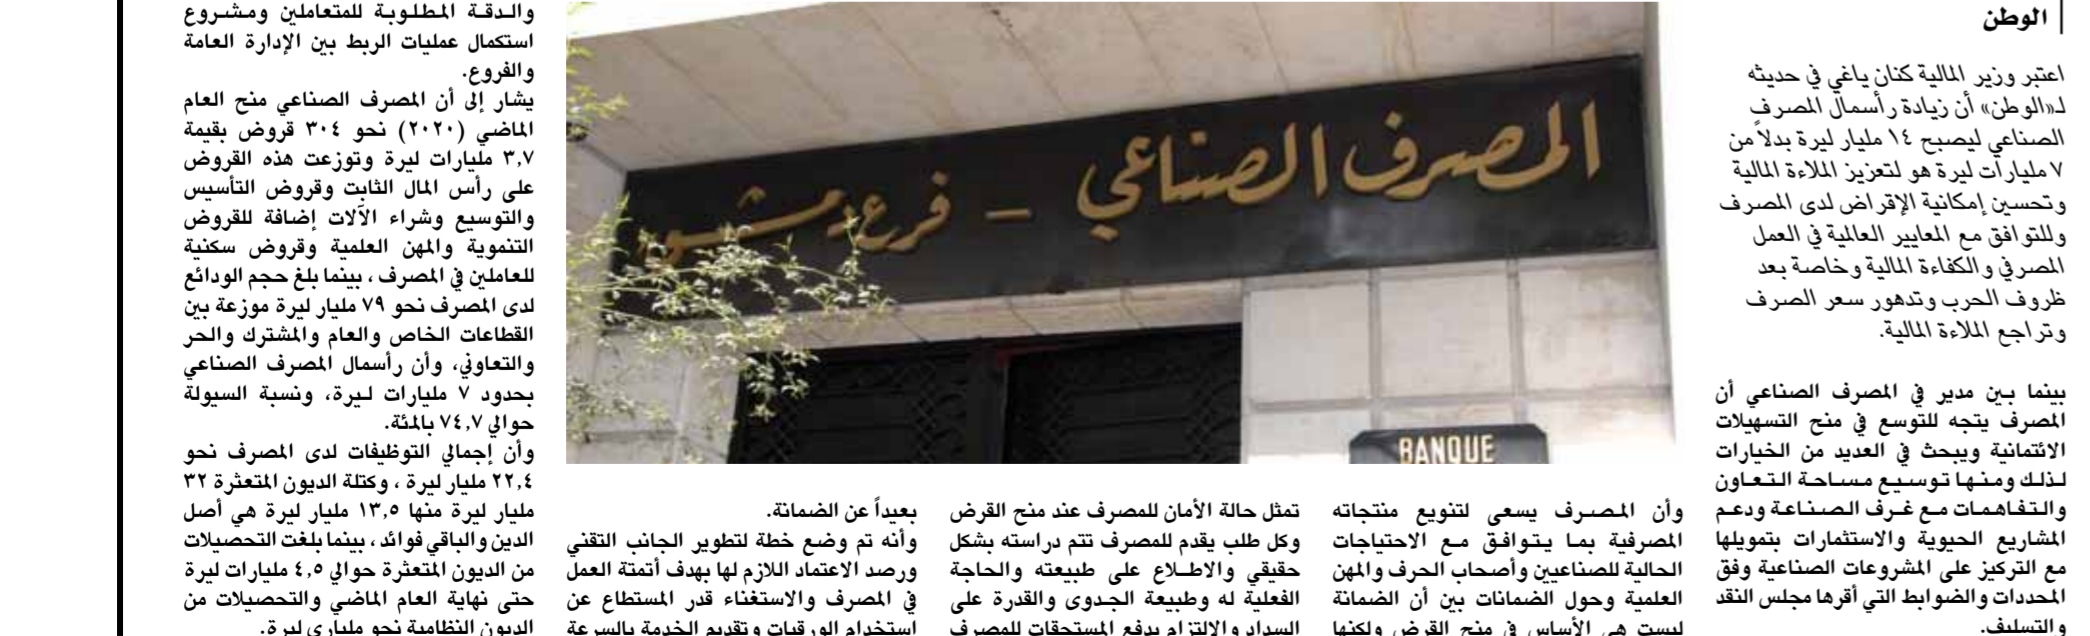 الوطن
اعتبر وزير المالية كنان ياغي في حديثه
لـ«الوطن» أن زيادة رأسمال المصرف
الصناعي ليصبح ١٤ مليار ليرة بدلاً من
٧ مليارات ليرة هو لتعزيز الملاءة المالية
وتحسين إمكانية الإقراض لدى المصرف
وللتوافق مع المعايير العالمية في العمل
المصرفي والكفاءة المالية وخاصة بعد
ظروف الحرب وتدهور سعر الصرف
وتراجع الملاءة المالية.
بينما بين مدير في المصرف الصناعي أن
المصرف يتجه للتوسع في منح التسهيلات
الائتمانية ويبحث في العديد من الخيارات
لذلك ومنها توسيع مساحة التعاون
والتفاهمات مع غرف الصناعة ودعم
المشاريع الحيوية والاستثمارات بتمويلها
مع التركيز على المشروعات الصناعية وفق
المحددات والضوابط التي أقرها مجلس النقد
والتسليف.
المصرف الصناعي – فرع دمشق
BANQUE
وأن المصرف يسعى لتنويع منتجاته
المصرفية بما يتوافق مع الاحتياجات
الحالية للصناعيين وأصحاب الحرف والمهن
العلمية وحول الضمانات بين أن الضمانة
ليست هي الأساس في منح القرض ولكنها
تمثل حالة الأمان للمصرف عند منح القرض
وكل طلب يقدم للمصرف تتم دراسته بشكل
حقيقي والاطلاع على طبيعته والحاجة
الفعلية له وطبيعة الجدوى والقدرة على
السداد والالتزام بدفع المستحقات للمصرف
بعيداً عن الضمانة.
وأنه تم وضع خطة لتطوير الجانب التقني
ورصد الاعتماد اللازم لها بهدف أتمتة العمل
في المصرف والاستغناء قدر المستطاع عن
استخدام الورقيات وتقديم الخدمة بالسرعة
والدقة المطلوبة للمتعاملين ومشروع
استكمال عمليات الربط بين الإدارة العامة
والفروع.
يشار إلى أن المصرف الصناعي منح العام
الماضي (٢٠٢٠) نحو ٣٠٤ قروض بقيمة
٣,٧ مليارات ليرة وتوزعت هذه القروض
على رأس المال الثابت وقروض التأسيس
والتوسيع وشراء الآلات إضافة للقروض
التنموية والمهن العلمية وقروض سكنية
للعاملين في المصرف، بينما بلغ حجم الودائع
لدى المصرف نحو ٧٩ مليار ليرة موزعة بين
القطاعات الخاص والعام والمشترك والحر
والتعاوني، وأن رأسمال المصرف الصناعي
بحدود ٧ مليارات ليرة، ونسبة السيولة
حوالي ٧٤,٧ بالمئة.
وأن إجمالي التوظيفات لدى المصرف نحو
٢٢,٤ مليار ليرة ، وكتلة الديون المتعثرة ٣٢
مليار ليرة منها ١٣,٥ مليار ليرة هي أصل
الدين والباقي فوائد، بينما بلغت التحصيلات
من الديون المتعثرة حوالي ٤,٥ مليارات ليرة
حتى نهاية العام الماضي والتحصيلات من
الديون النظامية نحو ملياري ليرة.